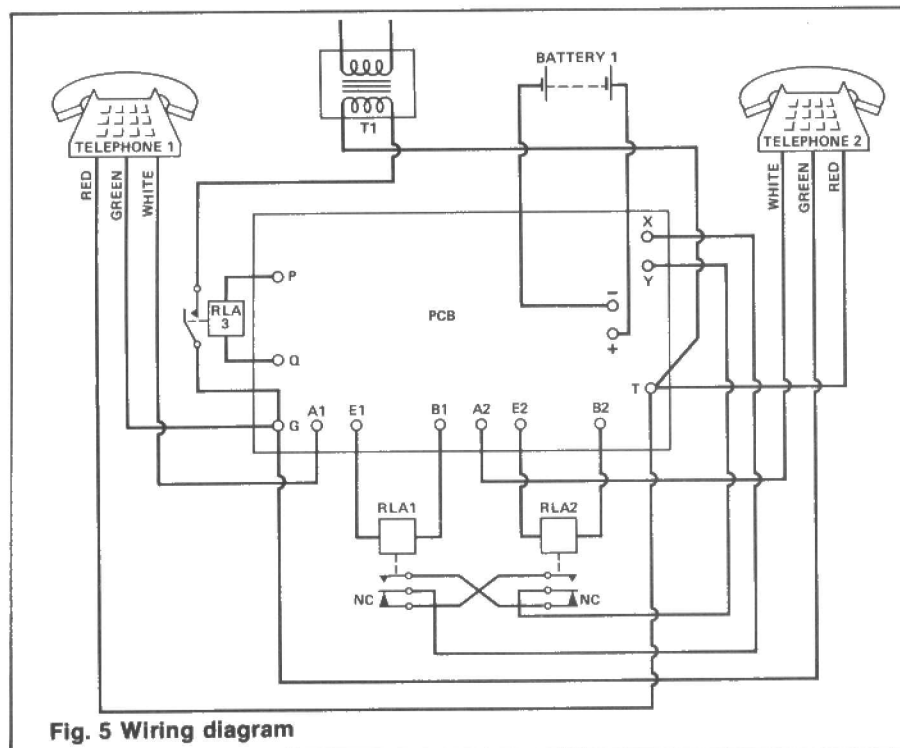 BATTERY 1
T1
TELEPHONE 1
TELEPHONE 2
RED
GREEN
WHITE
WHITE
GREEN
RED
X
Y
P
RLA
3
PCB
−
+
Q
T
G
A1
E1
B1
A2
E2
B2
RLA1
RLA2
NC
NC
Fig. 5 Wiring diagram